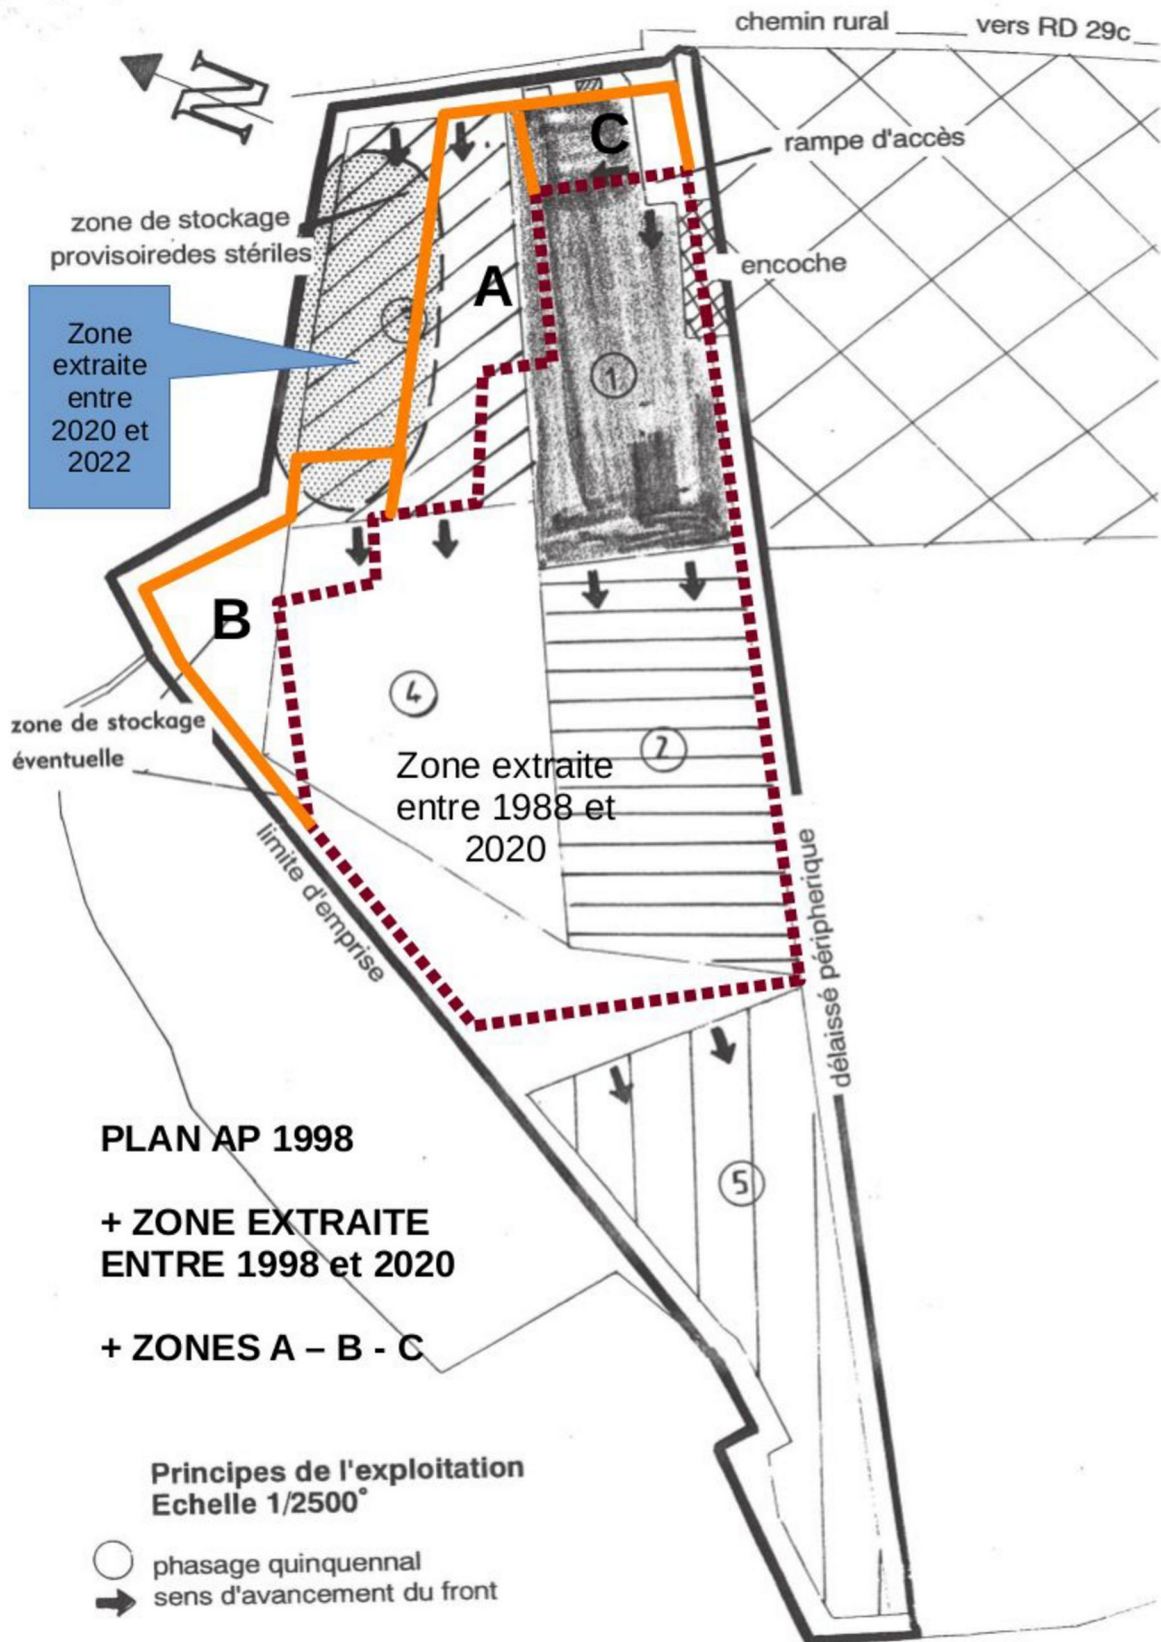 chemin rural
vers RD 29c
N
C
rampe d'accès
zone de stockage
provisoiredes stériles
A
encoche
Zone
extraite
entre
2020 et
2022
1
B
4
zone de stockage
éventuelle
2
Zone extraite
entre 1988 et
2020
limite d'emprise
délaissé péripherique
PLAN AP 1998
+ ZONE EXTRAITE
ENTRE 1998 et 2020
5
+ ZONES A – B - C
Principes de l'exploitation
Echelle 1/2500°
phasage quinquennal
sens d'avancement du front